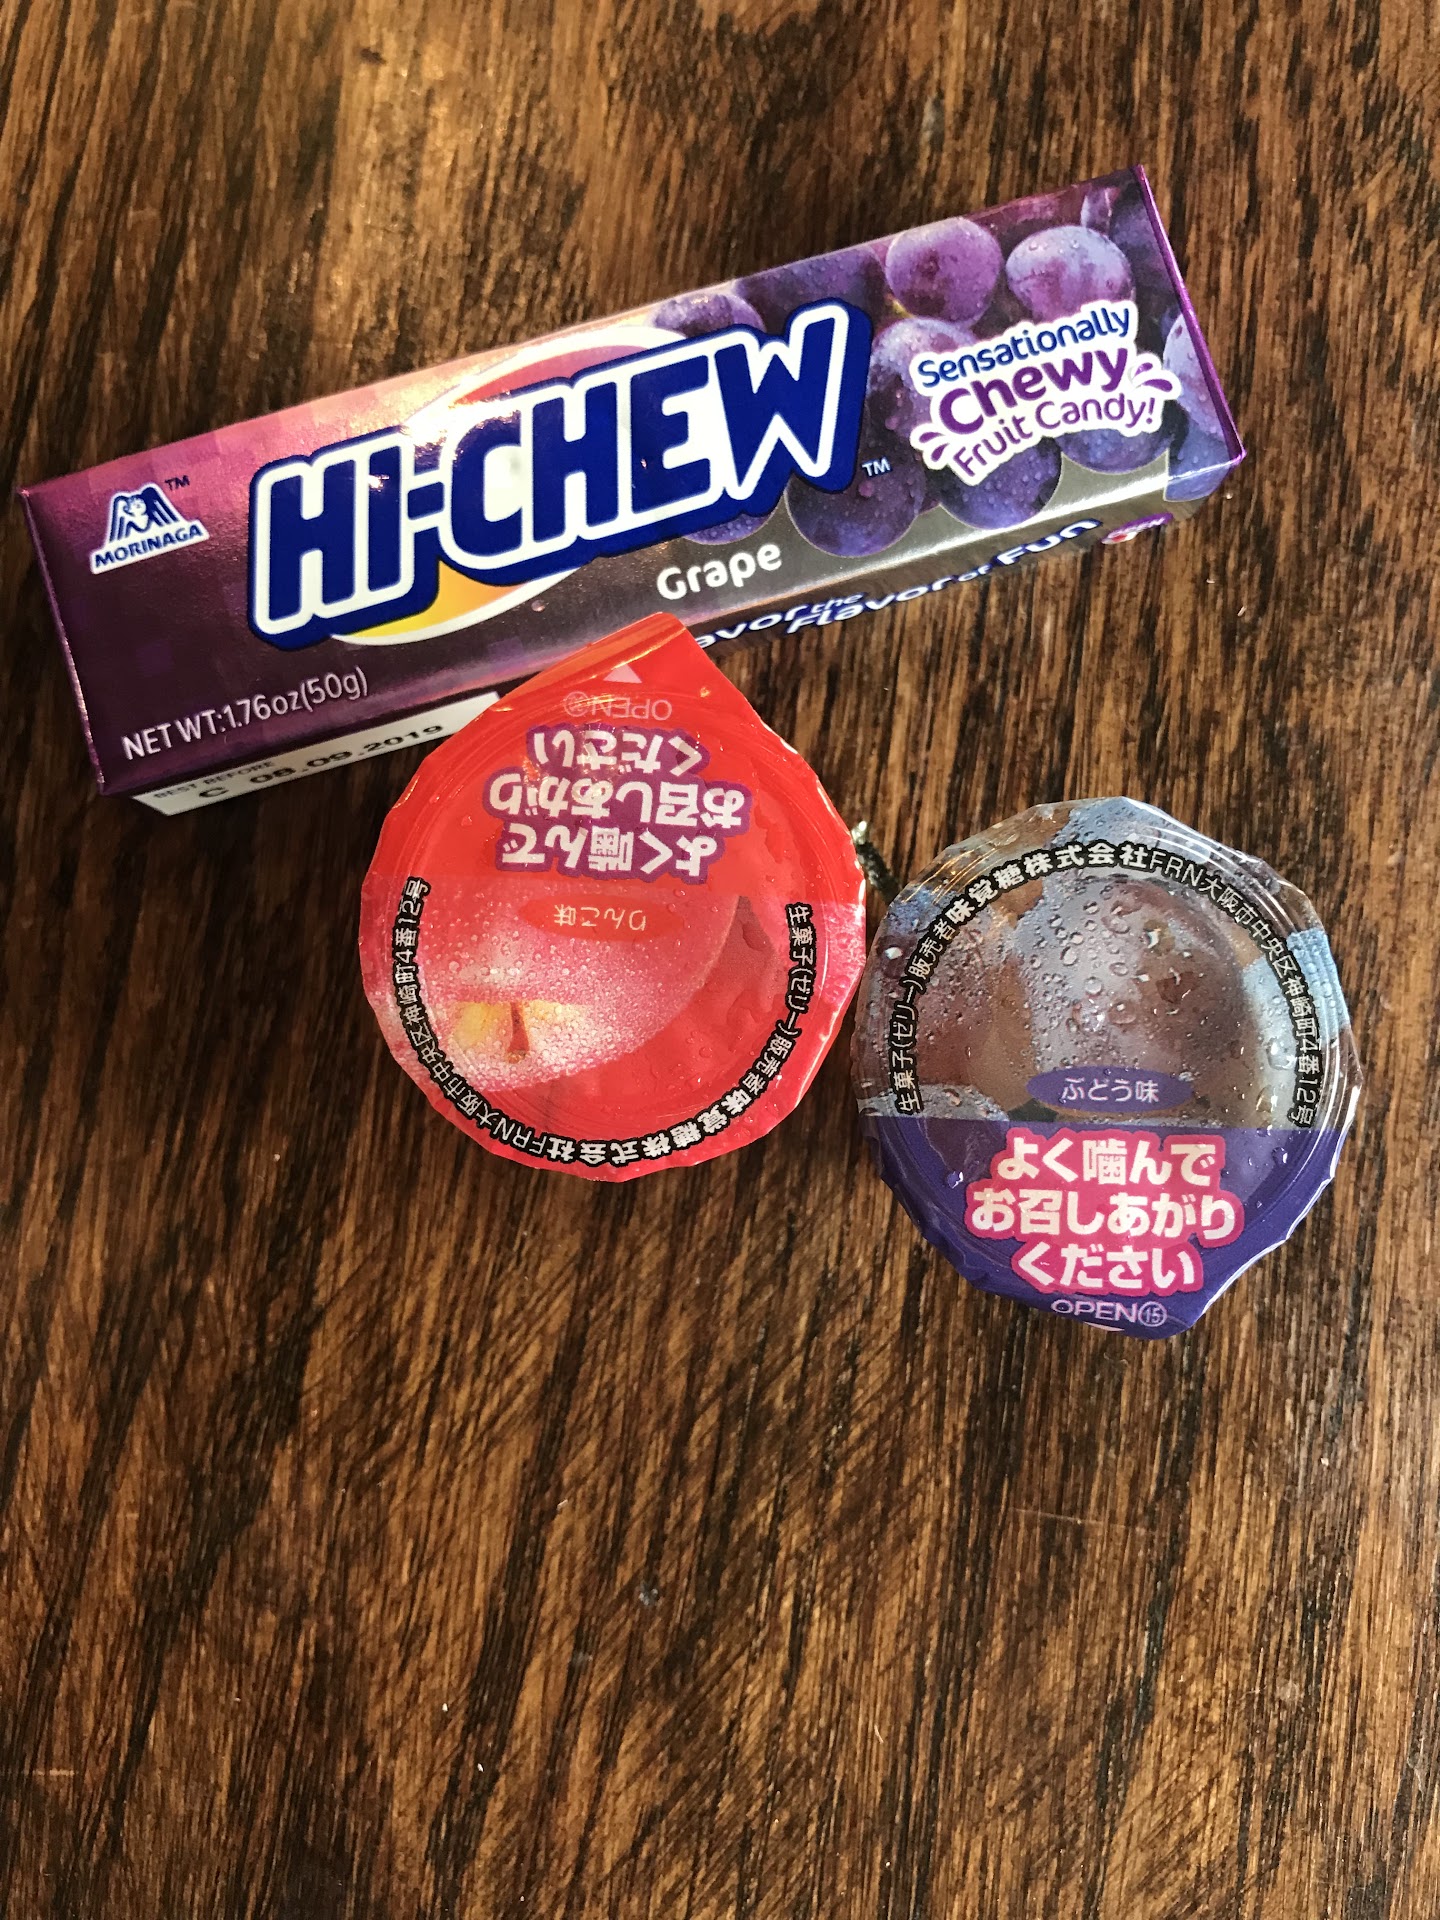 MORINAGA™
HI-CHEW™
Sensationally
Chewy
Fruit Candy!
Grape
NET WT:1.76oz(50g)
avor the Flavor of Fun
BEST BEFORE
C 08.09.2019
OPEN
よく噛んで
お召しあがり
ください
りんご味
生菓子(ゼリー)販売者味覚糖株式会社FRN大阪市中央区神崎町4番12号
生菓子(ゼリー)販売者味覚糖株式会社FRN大阪市中央区神崎町4番12号
ぶどう味
よく噛んで
お召しあがり
ください
OPEN⑮